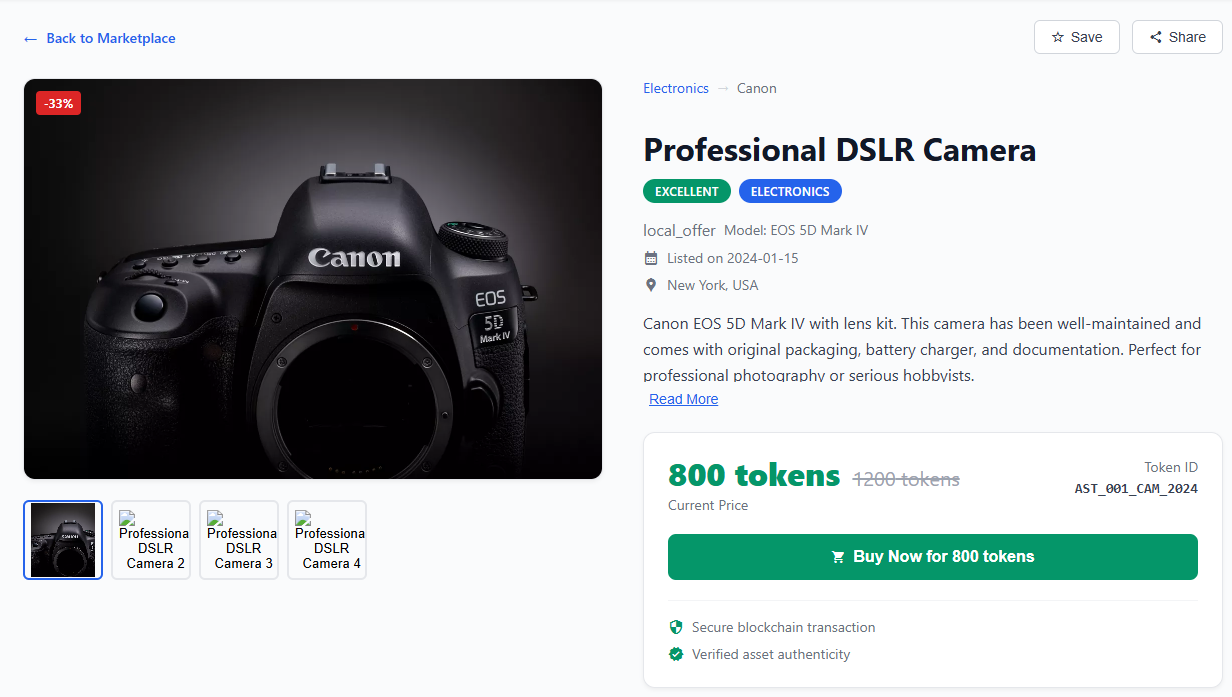 ← Back to Marketplace
☆ Save
Share
-33%
Canon
EOS
5D
Mark IV
Professional DSLR Camera 2
Professional DSLR Camera 3
Professional DSLR Camera 4
Electronics → Canon
Professional DSLR Camera
EXCELLENT
ELECTRONICS
local_offer Model: EOS 5D Mark IV
Listed on 2024-01-15
New York, USA
Canon EOS 5D Mark IV with lens kit. This camera has been well-maintained and
comes with original packaging, battery charger, and documentation. Perfect for
professional photography or serious hobbyists.
Read More
800 tokens 1200 tokens
Current Price
Token ID
AST_001_CAM_2024
Buy Now for 800 tokens
Secure blockchain transaction
Verified asset authenticity